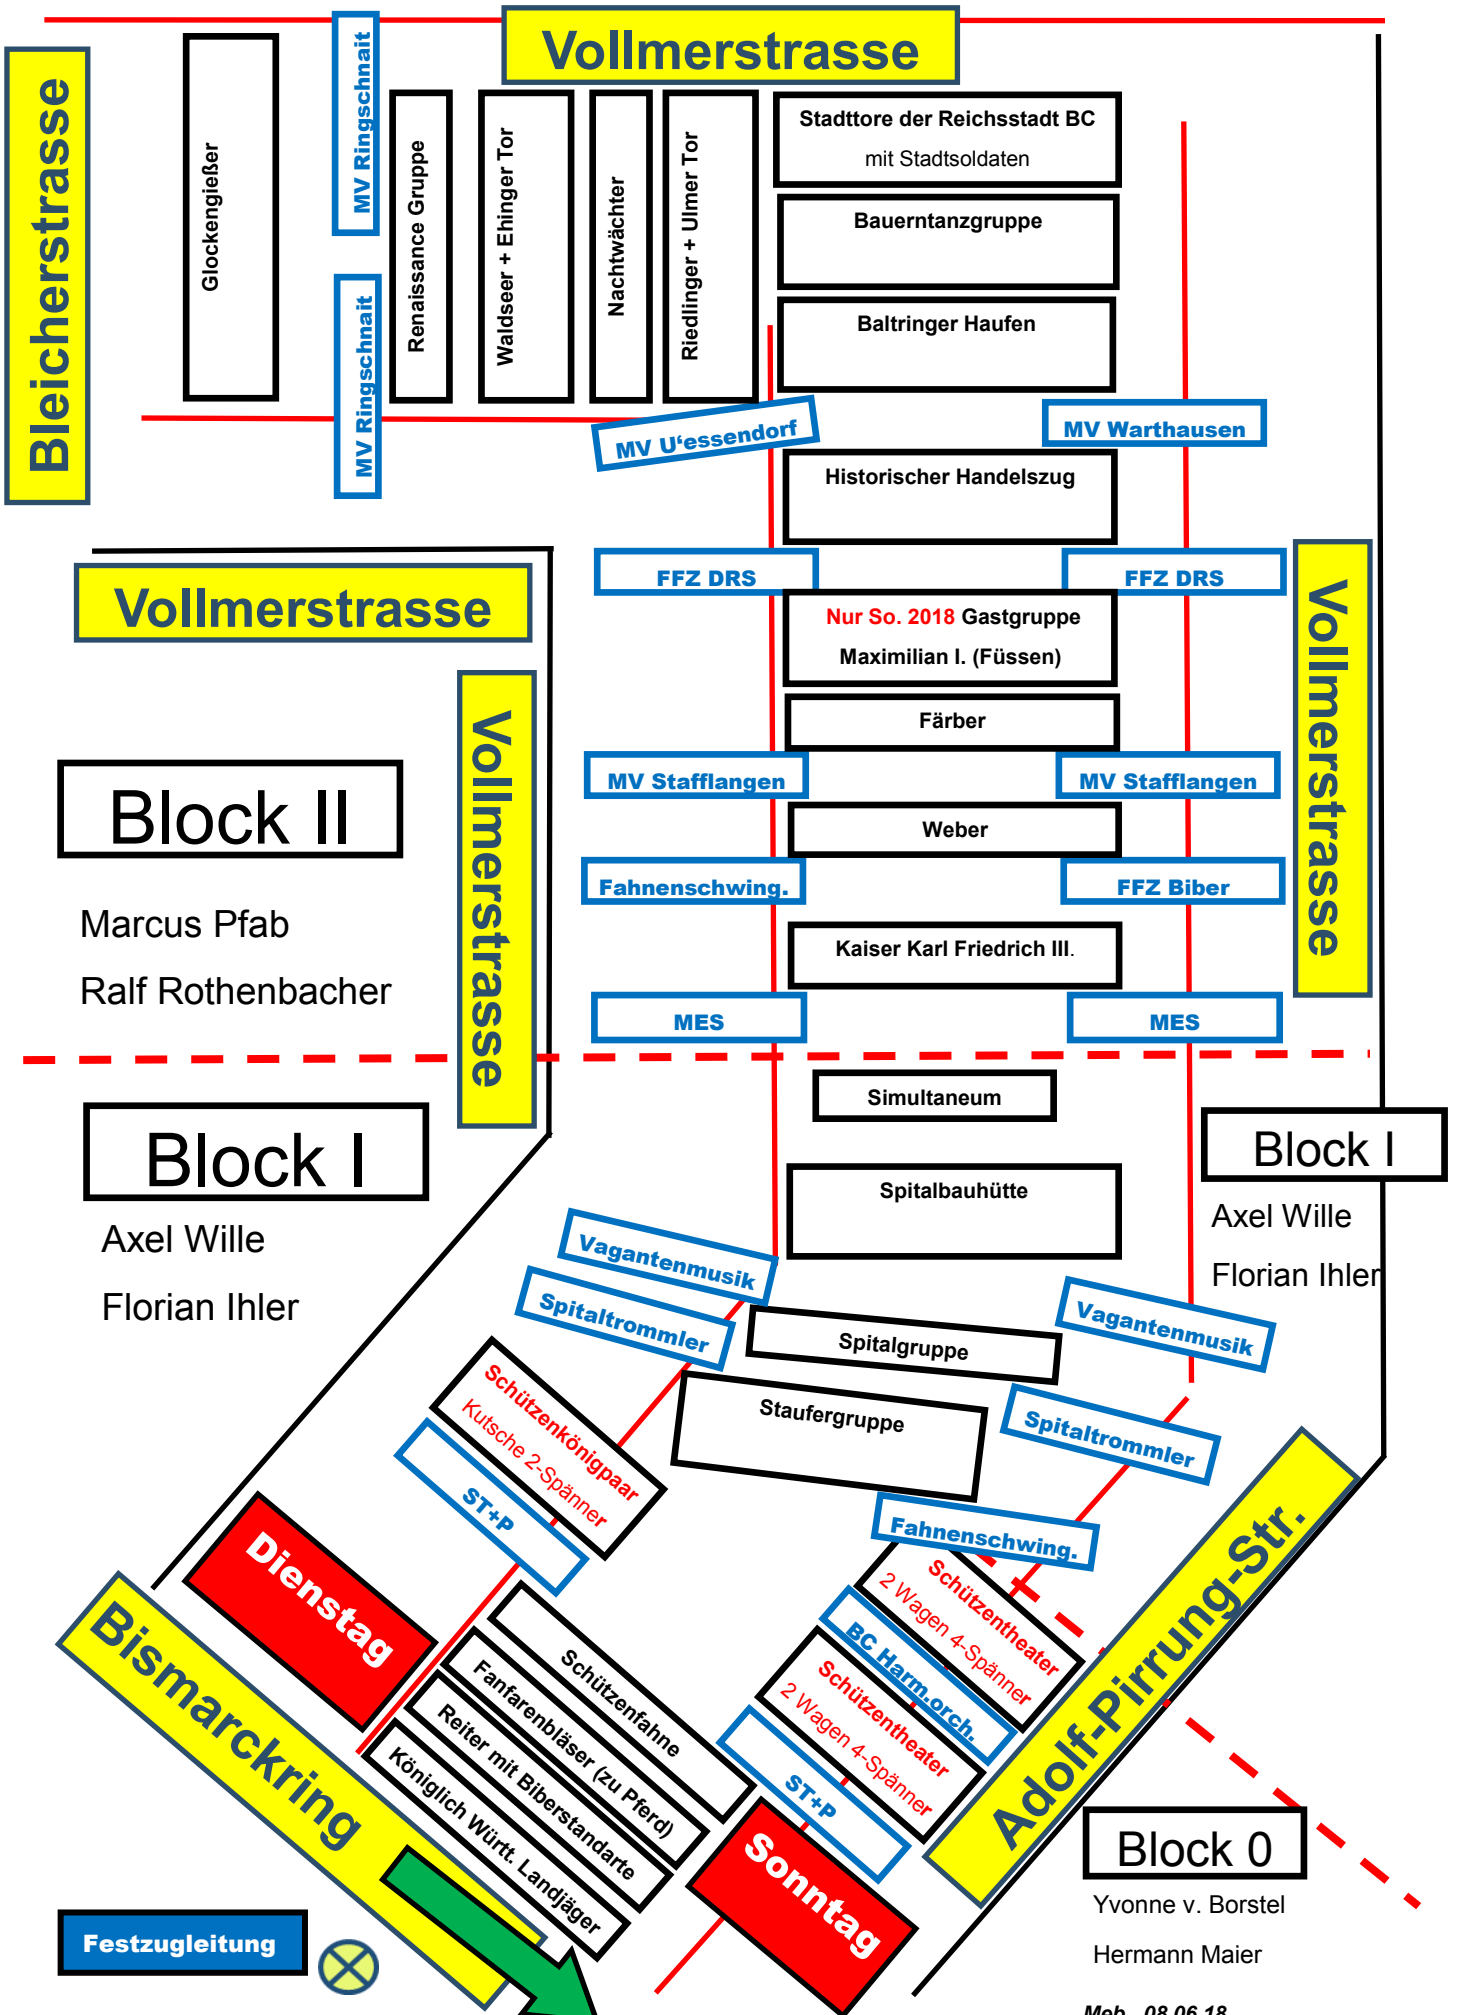 Vollmerstrasse
Bleicherstrasse
Glockengießer
MV Ringschnait
MV Ringschnait
Renaissance Gruppe
Waldseer + Ehinger Tor
Nachtwächter
Riedlinger + Ulmer Tor
Stadttore der Reichsstadt BC
mit Stadtsoldaten
Bauerntanzgruppe
Baltringer Haufen
MV U‘essendorf
MV Warthausen
Historischer Handelszug
FFZ DRS
FFZ DRS
Vollmerstrasse
Nur So. 2018 Gastgruppe
Maximilian I. (Füssen)
Vollmerstrasse
Färber
Vollmerstrasse
MV Stafflangen
MV Stafflangen
Block II
Weber
Fahnenschwing.
FFZ Biber
Marcus Pfab
Kaiser Karl Friedrich III.
Ralf Rothenbacher
MES
MES
Simultaneum
Block I
Block I
Spitalbauhütte
Axel Wille
Axel Wille
Florian Ihler
Florian Ihler
Vagantenmusik
Vagantenmusik
Spitaltrommler
Spitalgruppe
Schützenkönigpaar
Kutsche 2-Spänner
Staufergruppe
Spitaltrommler
ST+P
Fahnenschwing.
Dienstag
Schützentheater
2 Wagen 4-Spänner
BC Harm.orch.
Schützentheater
2 Wagen 4-Spänner
Adolf-Pirrung-Str.
Bismarckring
Schützenfahne
Fanfarenbläser (zu Pferd)
Reiter mit Biberstandarte
Königlich Württ. Landjäger
ST+P
Sonntag
Block 0
Yvonne v. Borstel
Hermann Maier
Festzugleitung
Meb 08.06.18